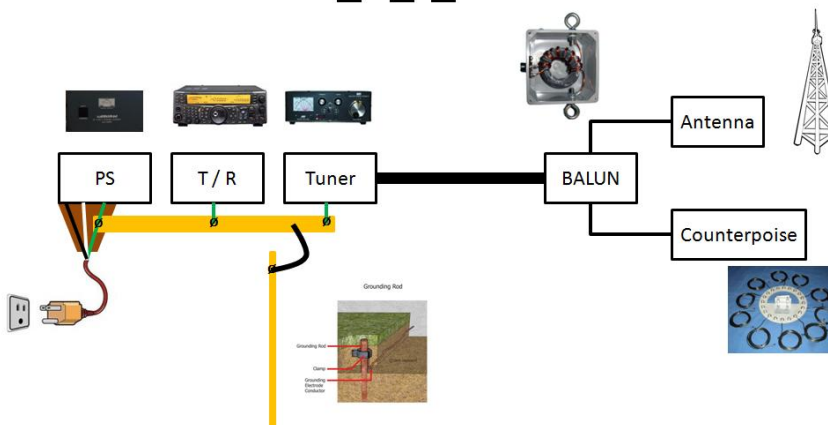 PS
T / R
Tuner
BALUN
Antenna
Counterpoise
Grounding Rod
Grounding Rod
Clamp
Grounding
Electrode
Conductor